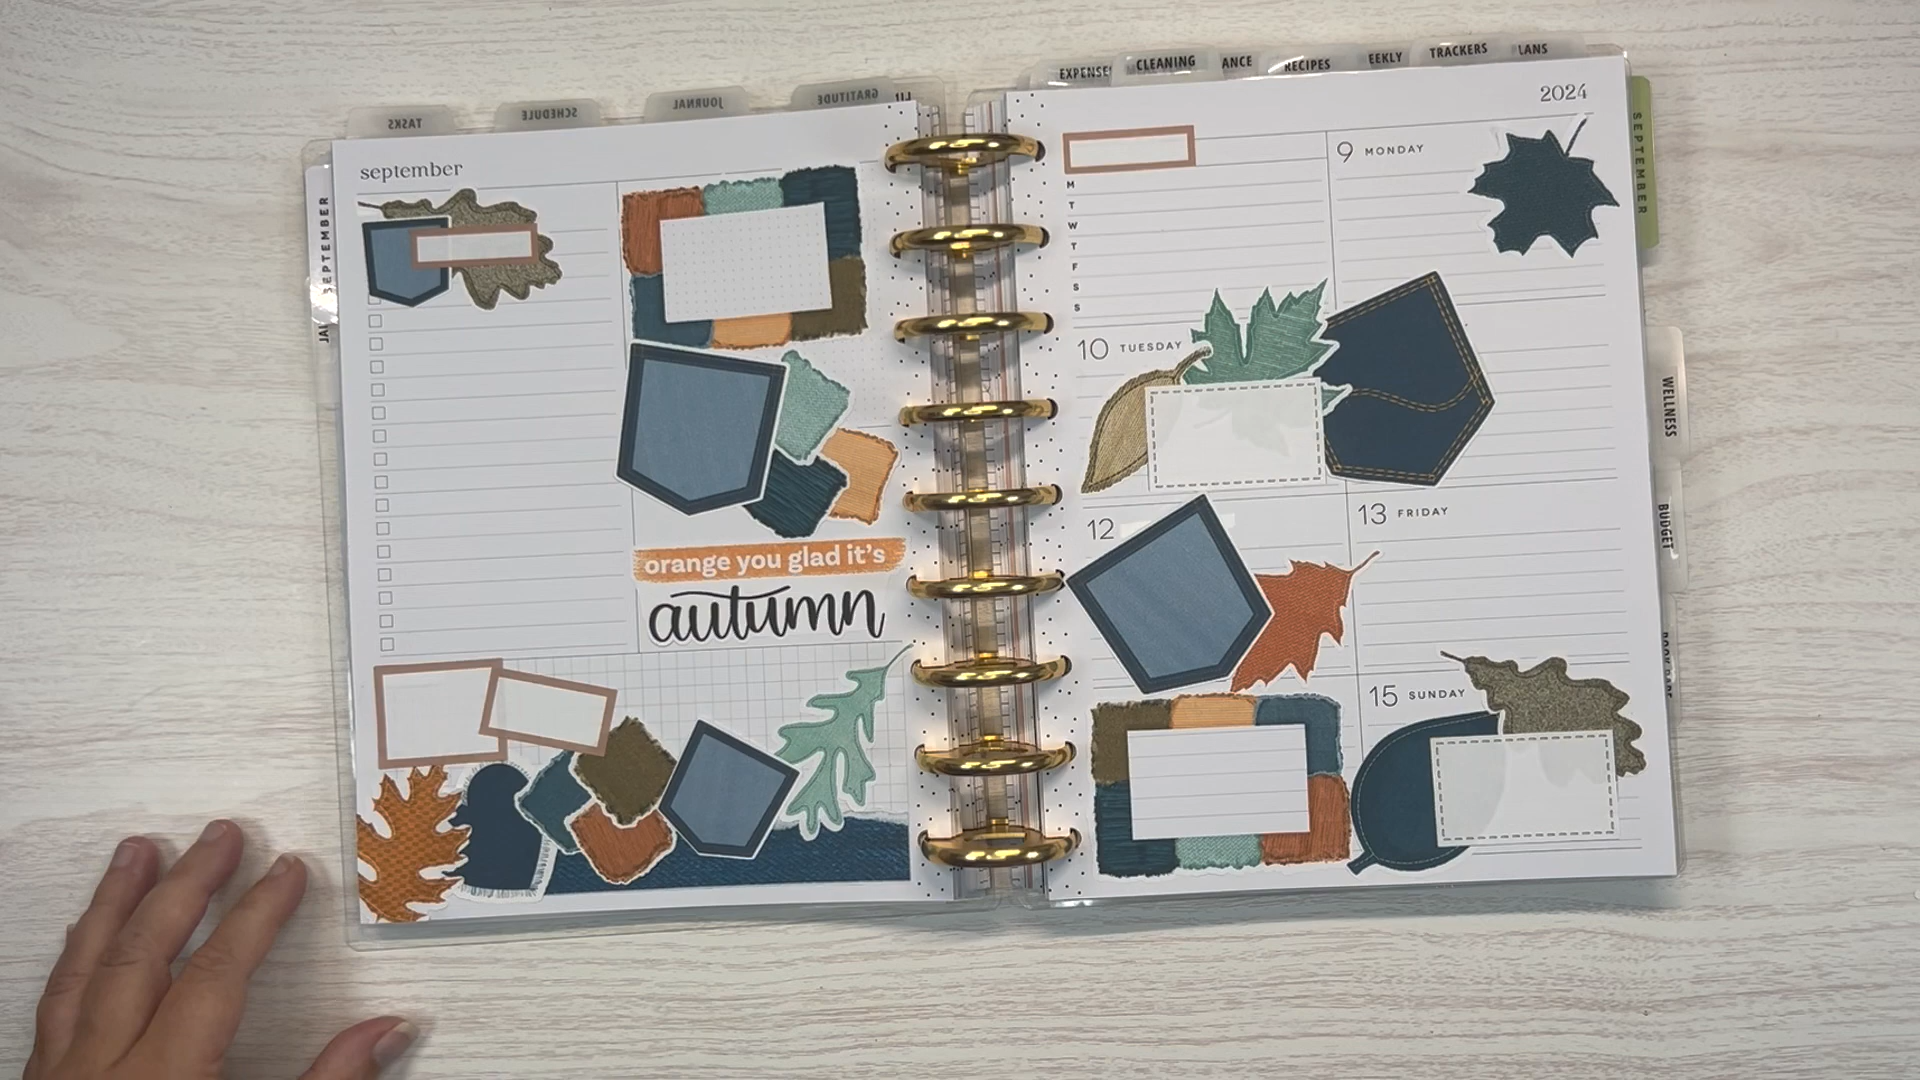 TASKS
SCHEDULE
JOURNAL
GRATITUDE
EXPENSE
CLEANING
ANCE
RECIPES
EEKLY
TRACKERS
LANS
september
2024
SEPTEMBER
9 MONDAY
M
T
W
T
F
S
S
10 TUESDAY
12
13 FRIDAY
15 SUNDAY
orange you glad it's
autumn
SEPTEMBER
WELLNESS
BUDGET